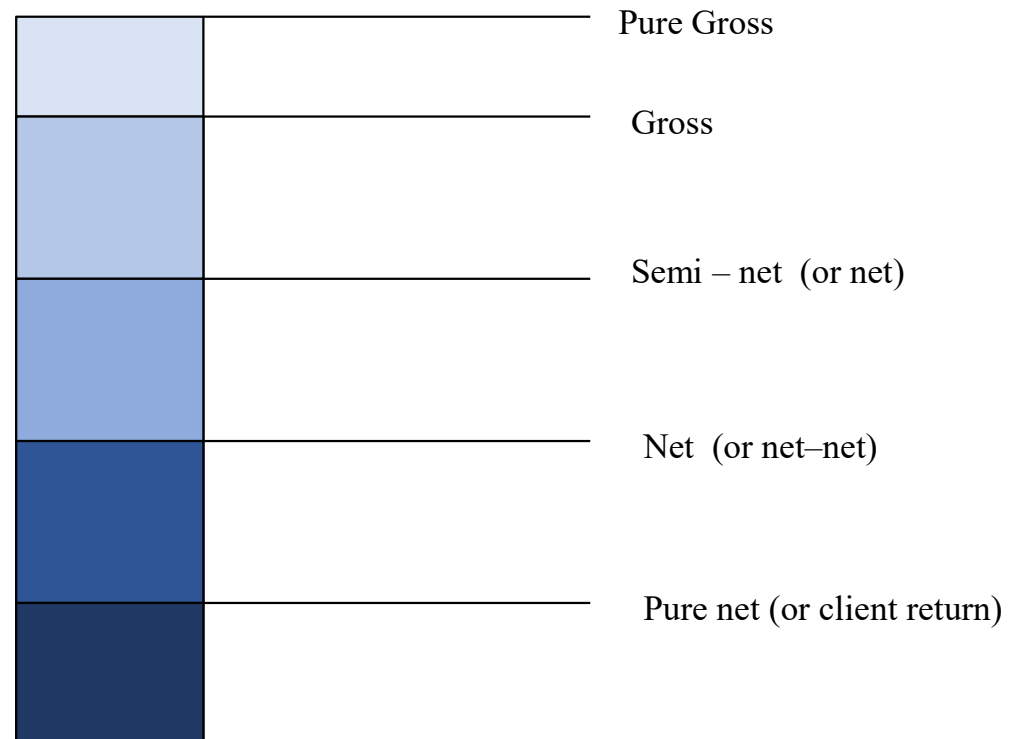 Pure Gross
Gross
Semi – net (or net)
Net (or net–net)
Pure net (or client return)